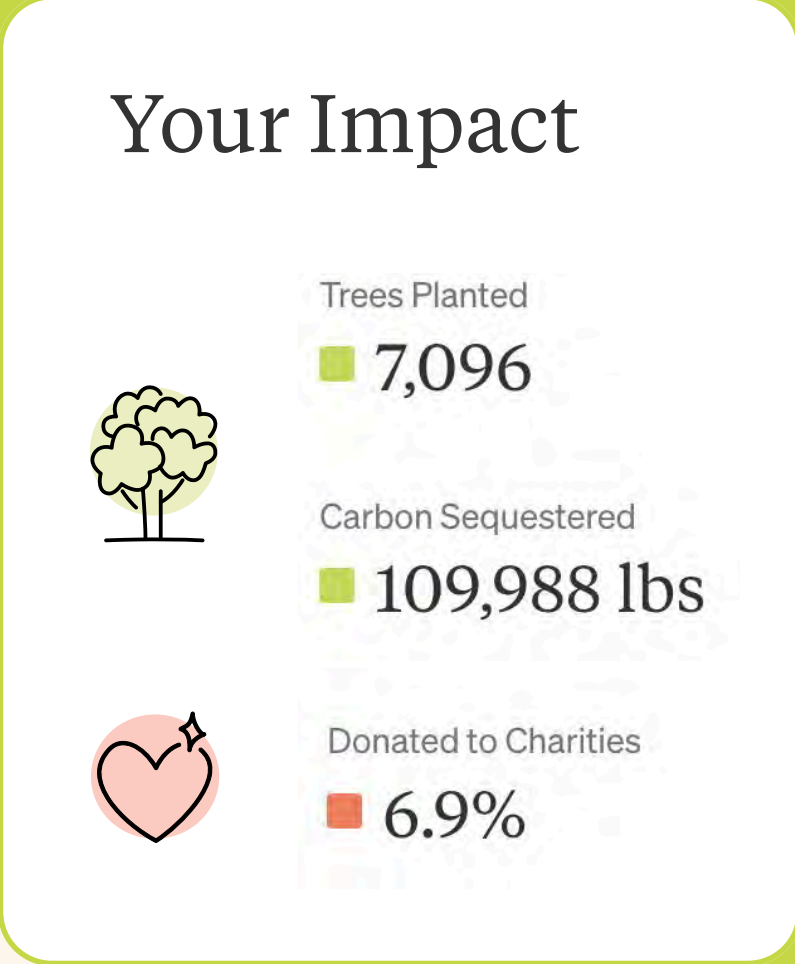 Your Impact
Trees Planted
7,096
Carbon Sequestered
109,988 lbs
Donated to Charities
6.9%